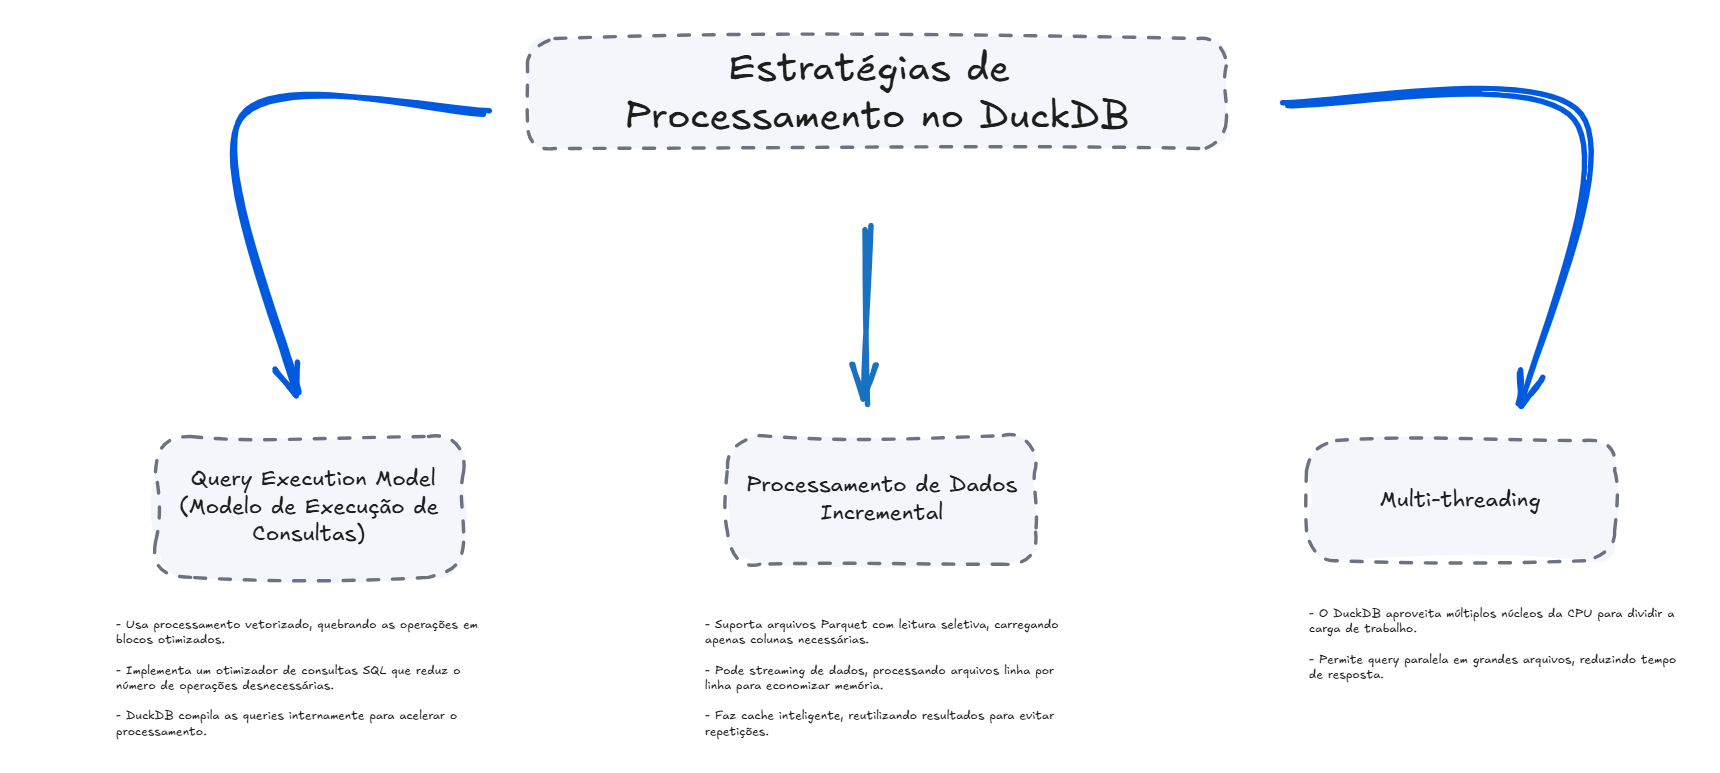 Estratégias de
Processamento no DuckDB
Query Execution Model
(Modelo de Execução de
Consultas)
- Usa processamento vetorizado, quebrando as operações em
blocos otimizados.
- Implementa um otimizador de consultas SQL que reduz o
número de operações desnecessárias.
- DuckDB compila as queries internamente para acelerar o
processamento.
Processamento de Dados
Incremental
- Suporta arquivos Parquet com leitura seletiva, carregando
apenas colunas necessárias.
- Pode streaming de dados, processando arquivos linha por
linha para economizar memória.
- Faz cache inteligente, reutilizando resultados para evitar
repetições.
Multi-threading
- O DuckDB aproveita múltiplos núcleos da CPU para dividir a
carga de trabalho.
- Permite query paralela em grandes arquivos, reduzindo tempo
de resposta.